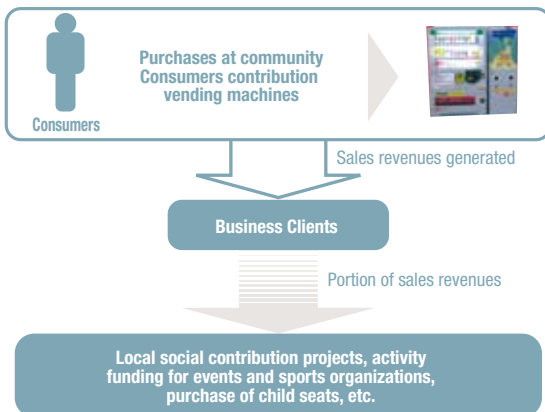 Purchases at community
Consumers contribution
vending machines
Consumers
Sales revenues generated
Business Clients
Portion of sales revenues
Local social contribution projects, activity
funding for events and sports organizations,
purchase of child seats, etc.